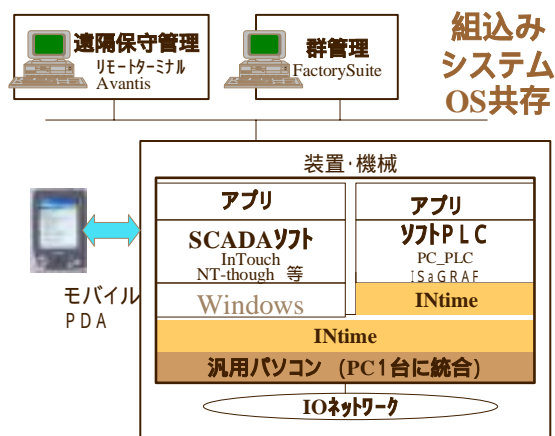 遠隔保守管理
リモートターミナル
Avantis
群管理
FactorySuite
組込み
システム
OS共存
装置･機械
アプリ
SCADAソフト
InTouch
NT-though 等
Windows
アプリ
ソフトＰＬＣ
PC_PLC
ISaGRAF
INtime
INtime
汎用パソコン (PC1台に統合)
IOネットワーク
モバイル
ＰＤＡ